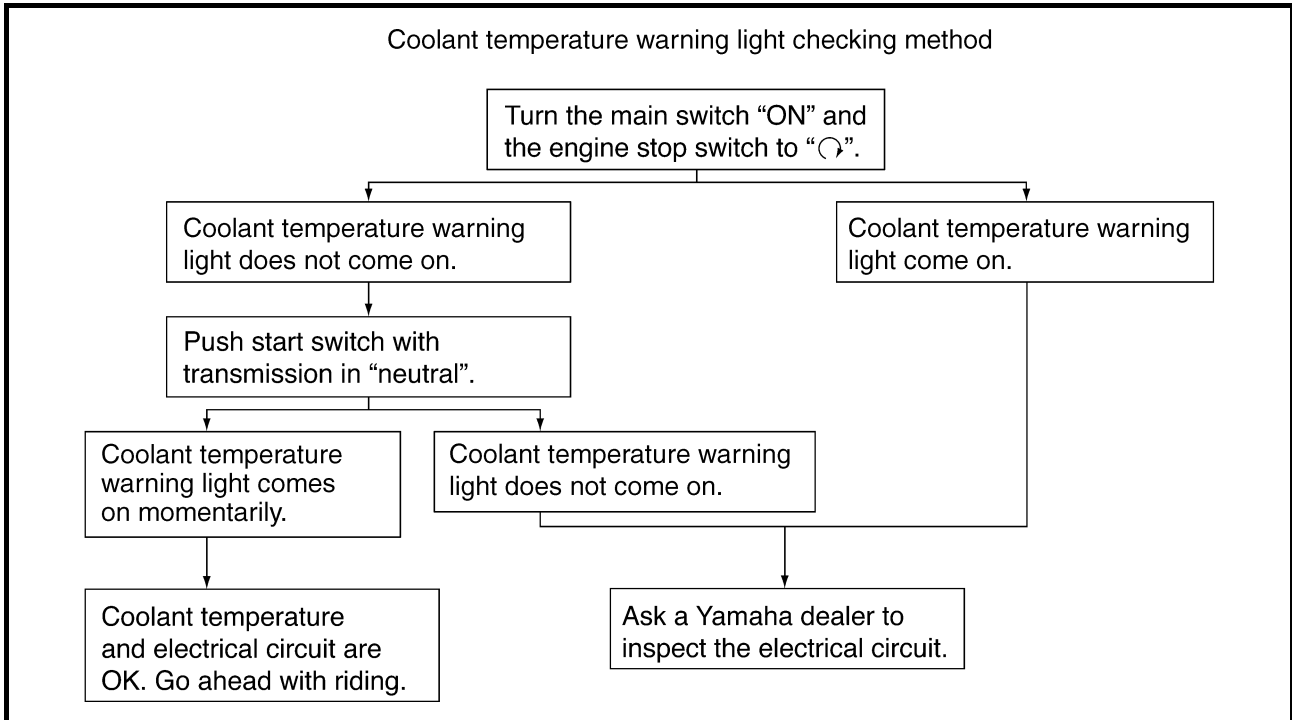 Coolant temperature warning light checking method
Turn the main switch “ON” and
the engine stop switch to “⟳”.
Coolant temperature warning
light does not come on.
Coolant temperature warning
light come on.
Push start switch with
transmission in “neutral”.
Coolant temperature
warning light comes
on momentarily.
Coolant temperature warning
light does not come on.
Coolant temperature
and electrical circuit are
OK. Go ahead with riding.
Ask a Yamaha dealer to
inspect the electrical circuit.